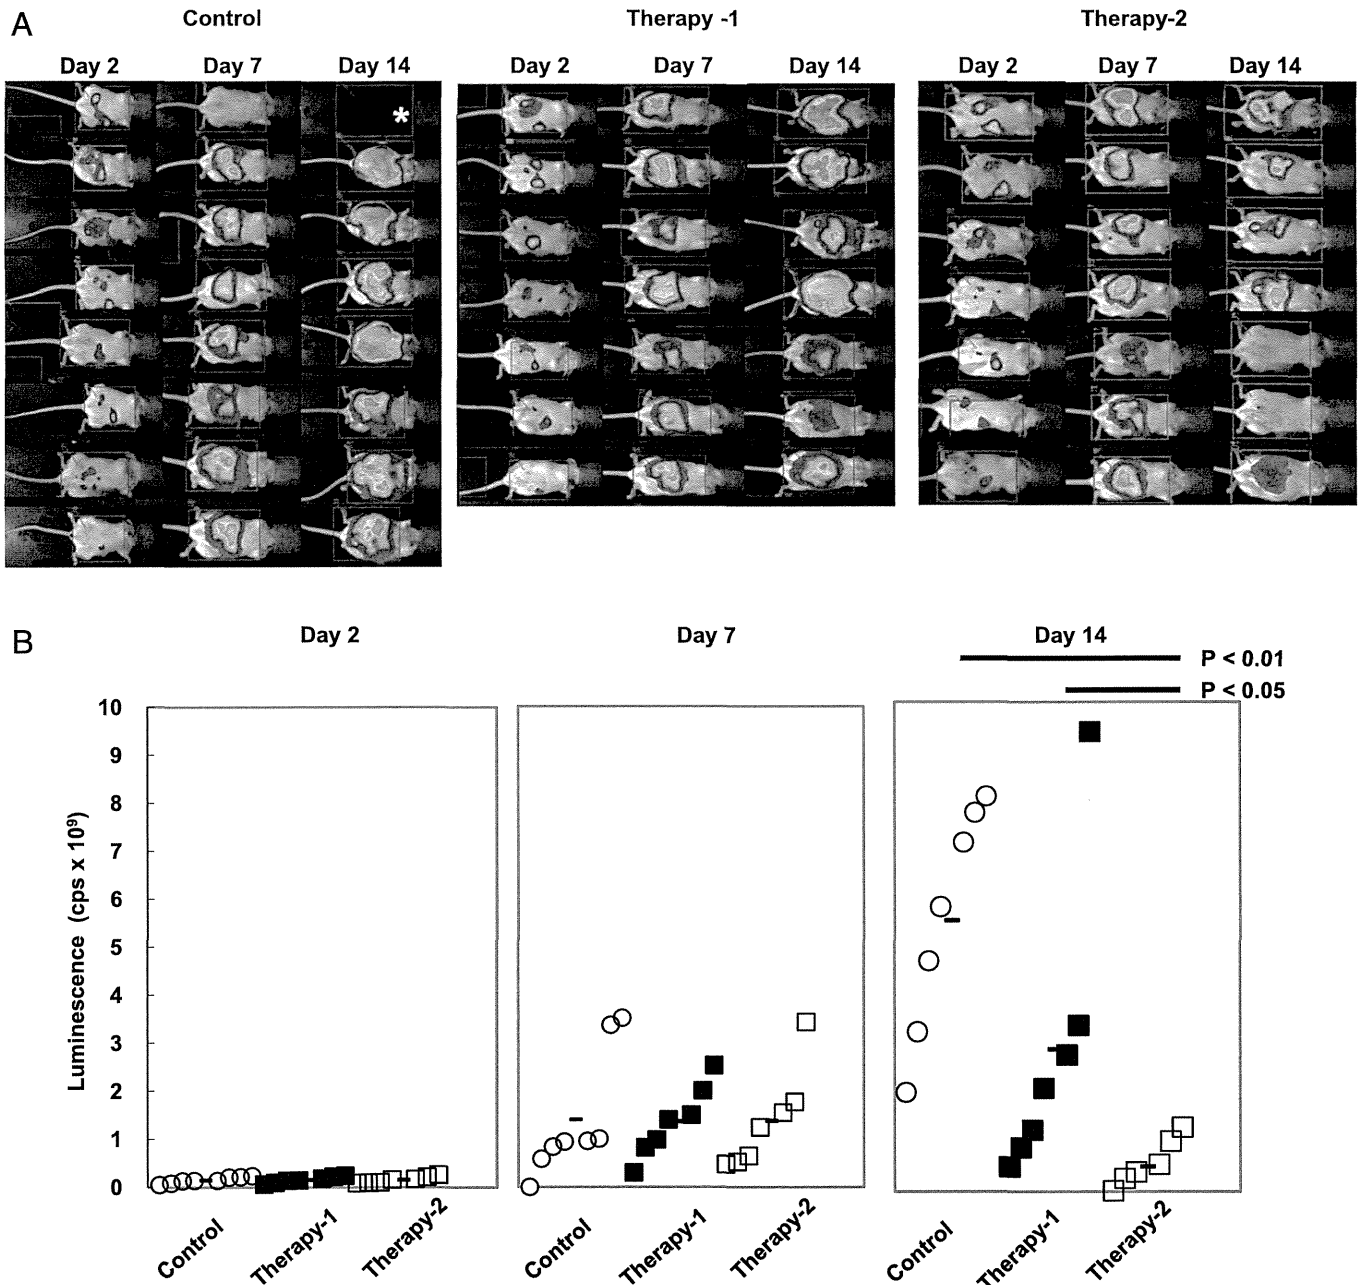 A
Control
Therapy -1
Therapy-2
Day 2 Day 7 Day 14
Day 2 Day 7 Day 14
Day 2 Day 7 Day 14
*
B
Day 2
Day 7
Day 14
P < 0.01
P < 0.05
Luminescence (cps x 10⁹)
10
9
8
7
6
5
4
3
2
1
0
Control Therapy-1 Therapy-2
Control Therapy-1 Therapy-2
Control Therapy-1 Therapy-2